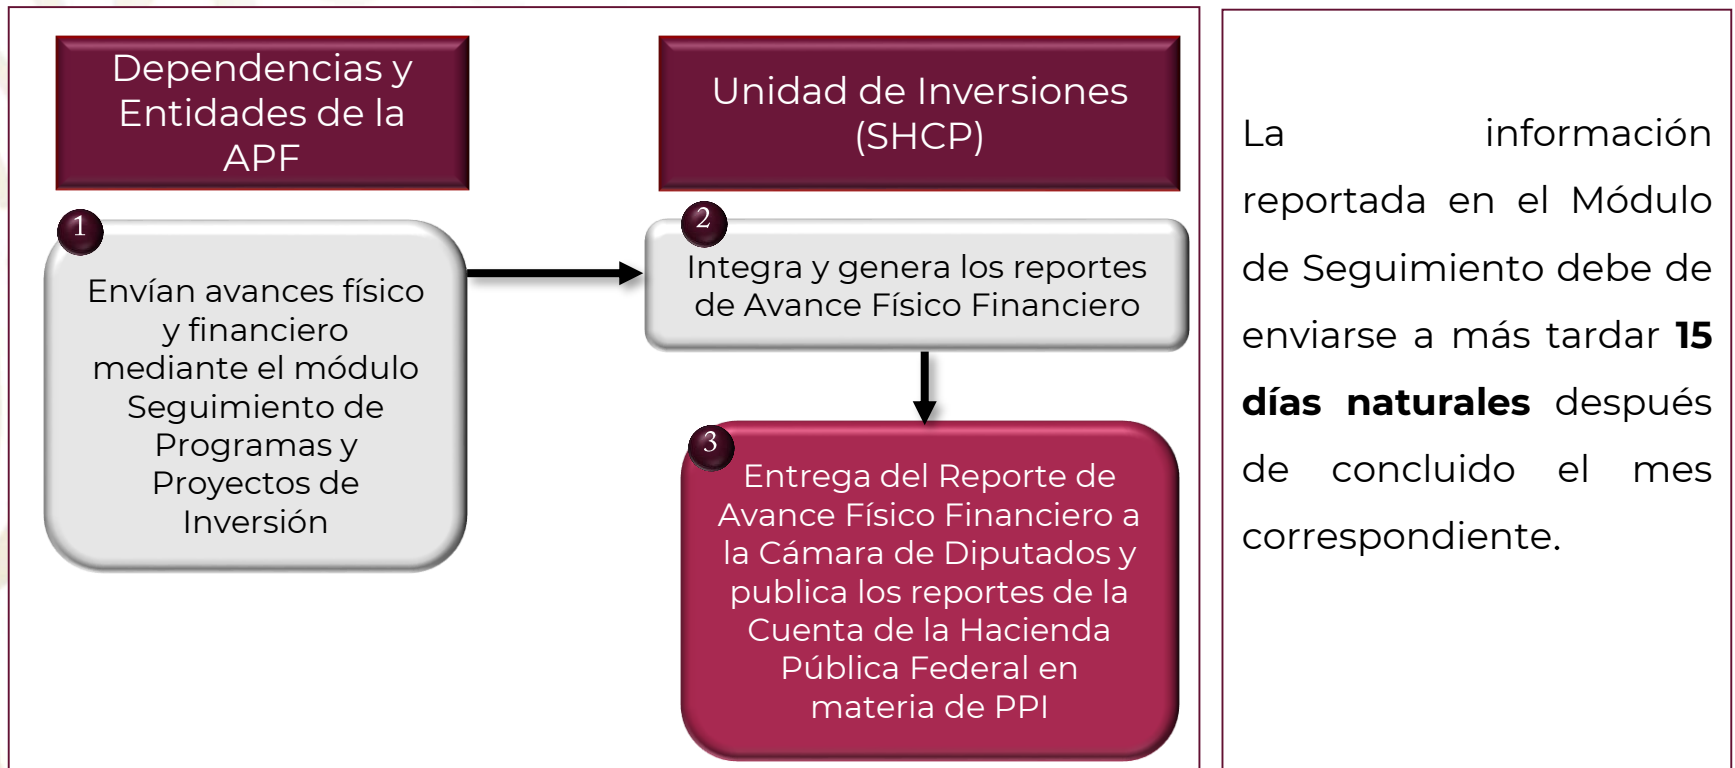 Dependencias y
Entidades de la
APF
Unidad de Inversiones
(SHCP)
1
Envían avances físico
y financiero
mediante el módulo
Seguimiento de
Programas y
Proyectos de
Inversión
2
Integra y genera los reportes
de Avance Físico Financiero
3
Entrega del Reporte de
Avance Físico Financiero a
la Cámara de Diputados y
publica los reportes de la
Cuenta de la Hacienda
Pública Federal en
materia de PPI
La información
reportada en el Módulo
de Seguimiento debe de
enviarse a más tardar 15
días naturales después
de concluido el mes
correspondiente.